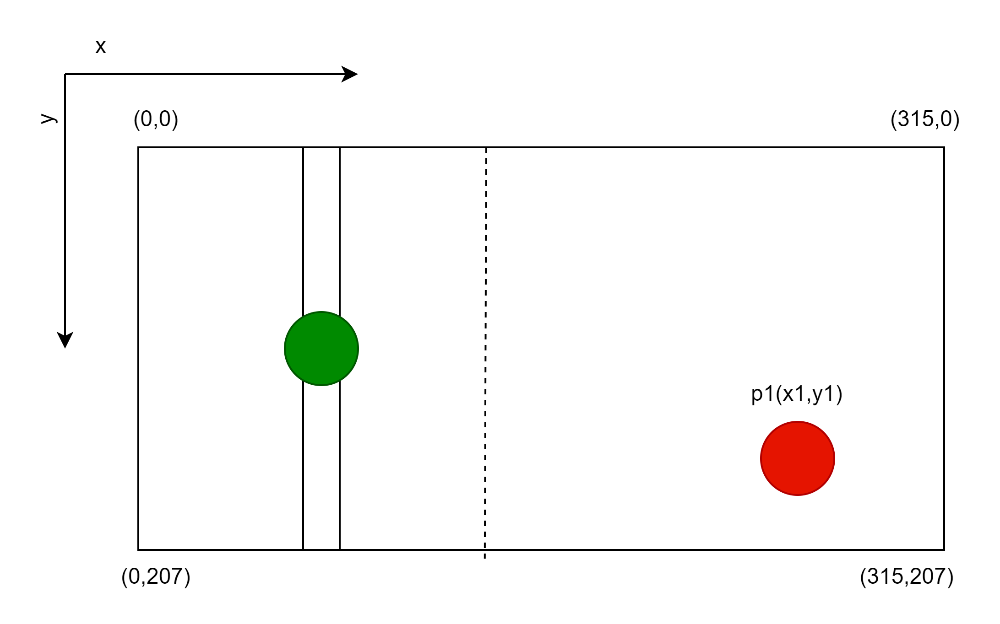 x
y
(0,0)
(315,0)
p1(x1,y1)
(0,207)
(315,207)